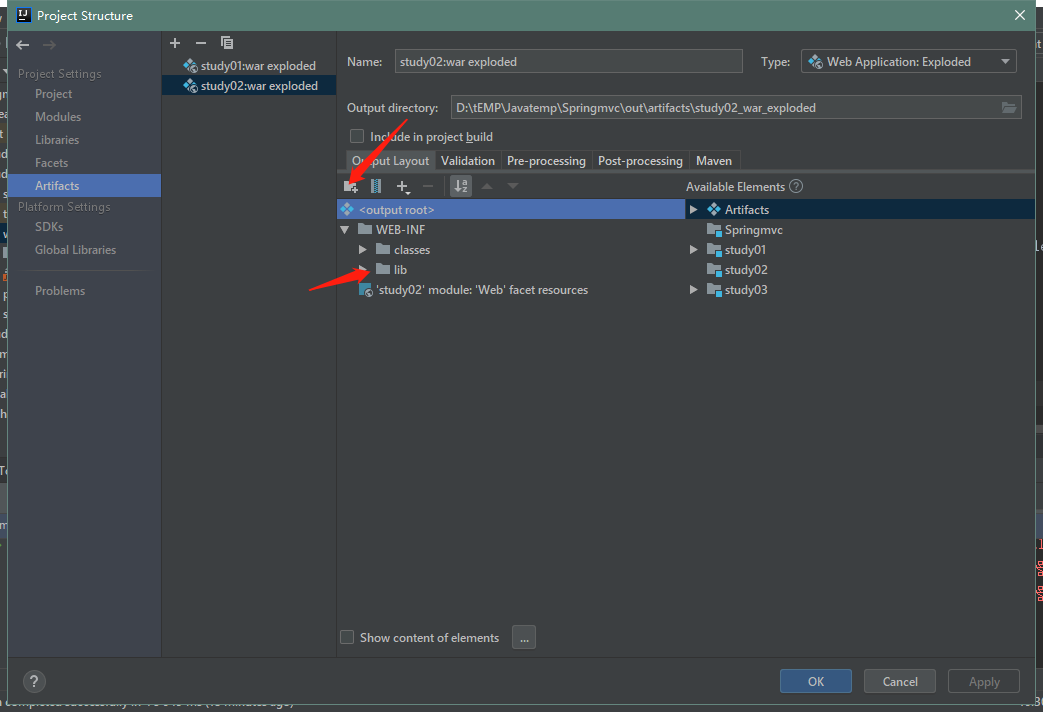 Project Structure
Project Settings
Project
Modules
Libraries
Facets
Artifacts
Platform Settings
SDKs
Global Libraries
Problems
study01:war exploded
study02:war exploded
Name: study02:war exploded Type: Web Application: Exploded
Output directory: D:\tEMP\Javatemp\Springmvc\out\artifacts\study02_war_exploded
Include in project build
Output Layout Validation Pre-processing Post-processing Maven
Available Elements ?
<output root>
WEB-INF
classes
lib
'study02' module: 'Web' facet resources
Artifacts
Springmvc
study01
study02
study03
Show content of elements ...
? OK Cancel Apply